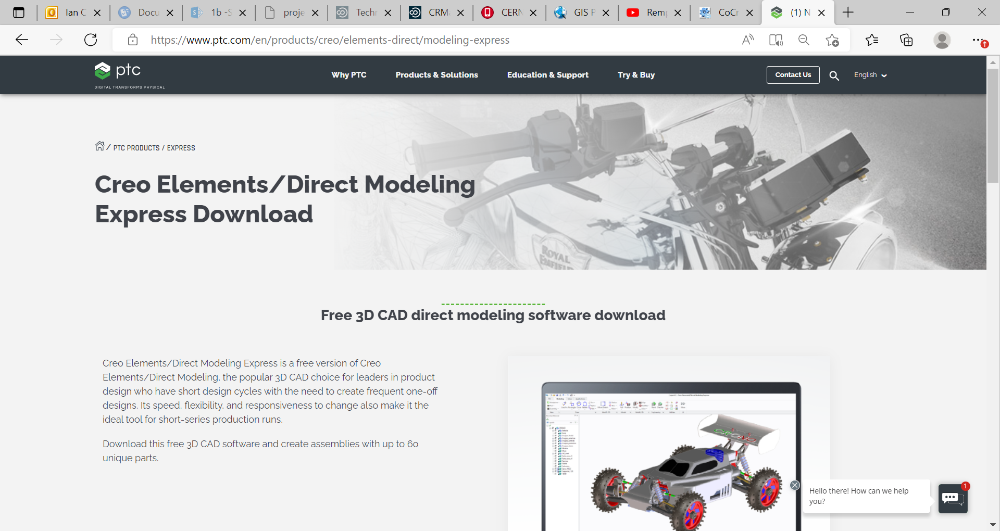 Ian C
Docu
1b -S
proje
Techr
CRM
CERN
GIS P
Rem
CoCr
(1) N
https://www.ptc.com/en/products/creo/elements-direct/modeling-express
ptc
DIGITAL TRANSFORMS PHYSICAL
Why PTC
Products & Solutions
Education & Support
Try & Buy
Contact Us
English
/ PTC PRODUCTS / EXPRESS
Creo Elements/Direct Modeling
Express Download
ROYAL
ENFIELD
Free 3D CAD direct modeling software download
Creo Elements/Direct Modeling Express is a free version of Creo
Elements/Direct Modeling, the popular 3D CAD choice for leaders in product
design who have short design cycles with the need to create frequent one-off
designs. Its speed, flexibility, and responsiveness to change also make it the
ideal tool for short-series production runs.
Download this free 3D CAD software and create assemblies with up to 60
unique parts.
CRONO
Hello there! How can we help
you?
1